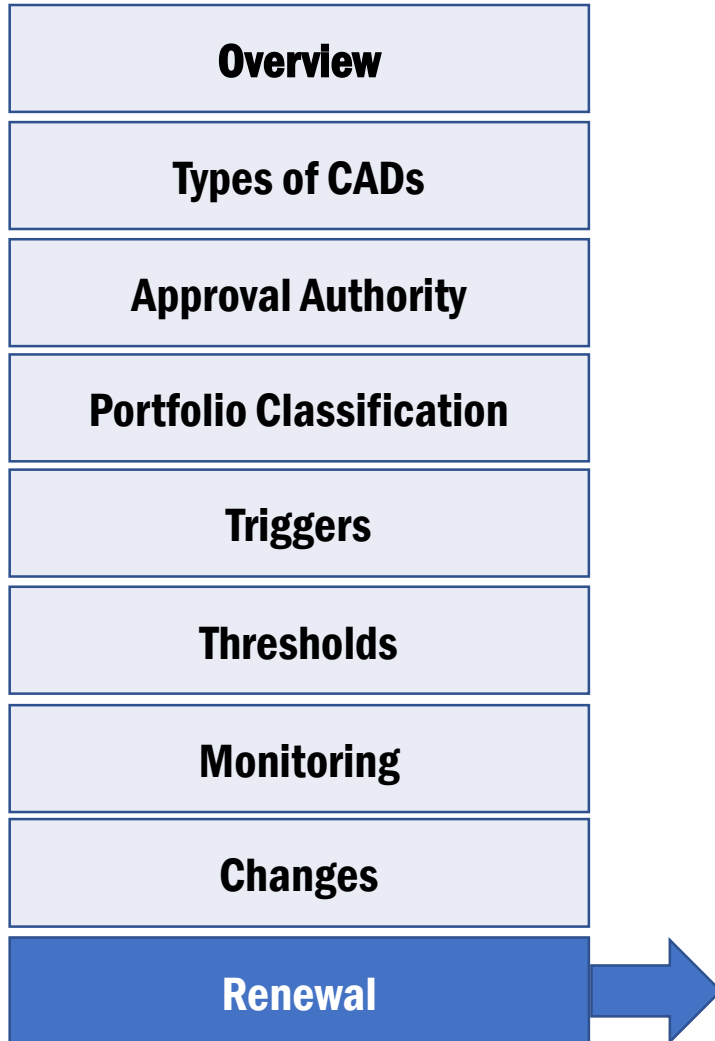 Overview
Types of CADs
Approval Authority
Portfolio Classification
Triggers
Thresholds
Monitoring
Changes
Renewal